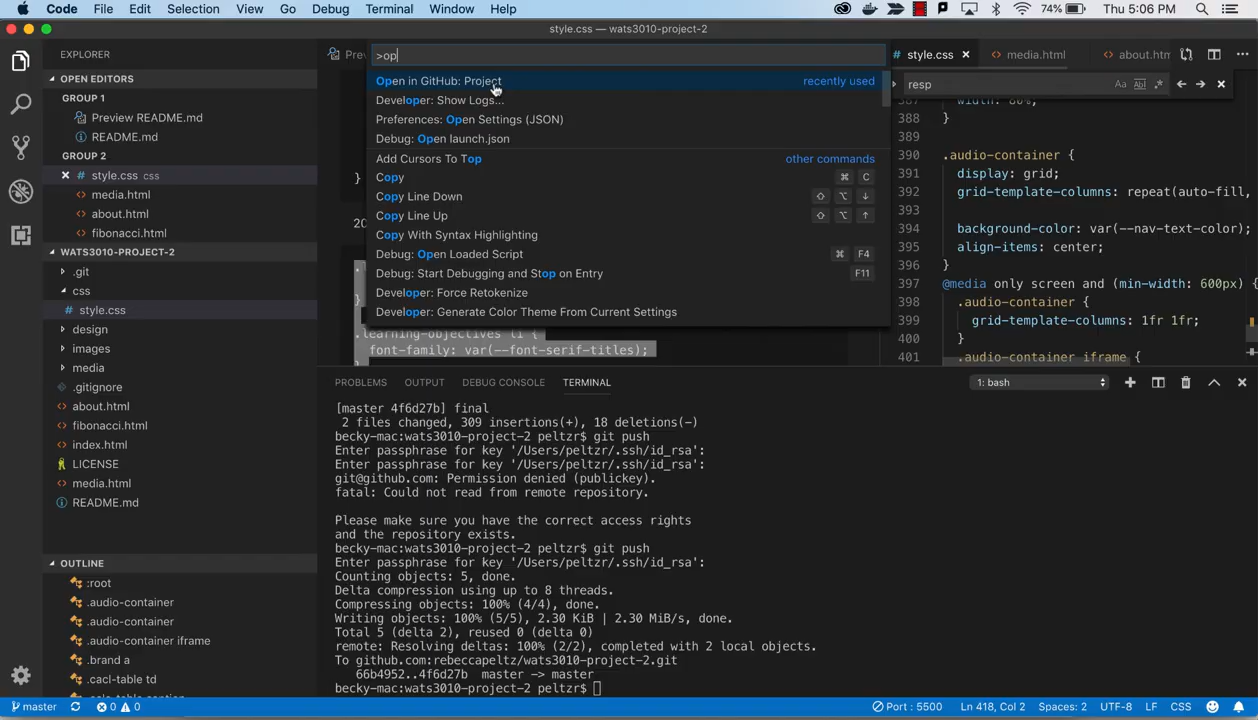 Code File Edit Selection View Go Debug Terminal Window Help 74% Thu 5:06 PM
style.css — wats3010-project-2
EXPLORER
OPEN EDITORS
GROUP 1
Preview README.md
README.md
GROUP 2
style.css css
media.html
about.html
fibonacci.html
WATS3010-PROJECT-2
.git
css
style.css
design
images
media
.gitignore
about.html
fibonacci.html
index.html
LICENSE
media.html
README.md
OUTLINE
:root
.audio-container
.audio-container
.audio-container iframe
.brand a
.cacl-table td
>op
Open in GitHub: Project recently used
Developer: Show Logs...
Preferences: Open Settings (JSON)
Debug: Open launch.json
Add Cursors To Top other commands
Copy ⌘ C
Copy Line Down ⇧ ⌥ ↓
Copy Line Up ⇧ ⌥ ↑
Copy With Syntax Highlighting
Debug: Open Loaded Script ⌘ F4
Debug: Start Debugging and Stop on Entry F11
Developer: Force Retokenize
Developer: Generate Color Theme From Current Settings
}
20
}
.learning-objectives li {
font-family: var(--font-serif-titles);
style.css media.html
resp Aa Abl .*
388 }
389
390 .audio-container {
391 display: grid;
392 grid-template-columns: repeat(auto-fill,
393
394 background-color: var(--nav-text-color);
395 align-items: center;
396 }
397 @media only screen and (min-width: 600px) {
398 .audio-container {
399 grid-template-columns: 1fr 1fr;
400 }
401 .audio-container iframe {
PROBLEMS OUTPUT DEBUG CONSOLE TERMINAL 1: bash
[master 4f6d27b] final
2 files changed, 309 insertions(+), 18 deletions(-)
becky-mac:wats3010-project-2 peltzr$ git push
Enter passphrase for key '/Users/peltzr/.ssh/id_rsa':
Enter passphrase for key '/Users/peltzr/.ssh/id_rsa':
git@github.com: Permission denied (publickey).
fatal: Could not read from remote repository.
Please make sure you have the correct access rights
and the repository exists.
becky-mac:wats3010-project-2 peltzr$ git push
Enter passphrase for key '/Users/peltzr/.ssh/id_rsa':
Counting objects: 5, done.
Delta compression using up to 8 threads.
Compressing objects: 100% (4/4), done.
Writing objects: 100% (5/5), 2.30 KiB | 2.30 MiB/s, done.
Total 5 (delta 2), reused 0 (delta 0)
remote: Resolving deltas: 100% (2/2), completed with 2 local objects.
To github.com:rebeccapeltz/wats3010-project-2.git
66b4952..4f6d27b master -> master
becky-mac:wats3010-project-2 peltzr$
master 0 0 Port : 5500 Ln 418, Col 2 Spaces: 2 UTF-8 LF CSS